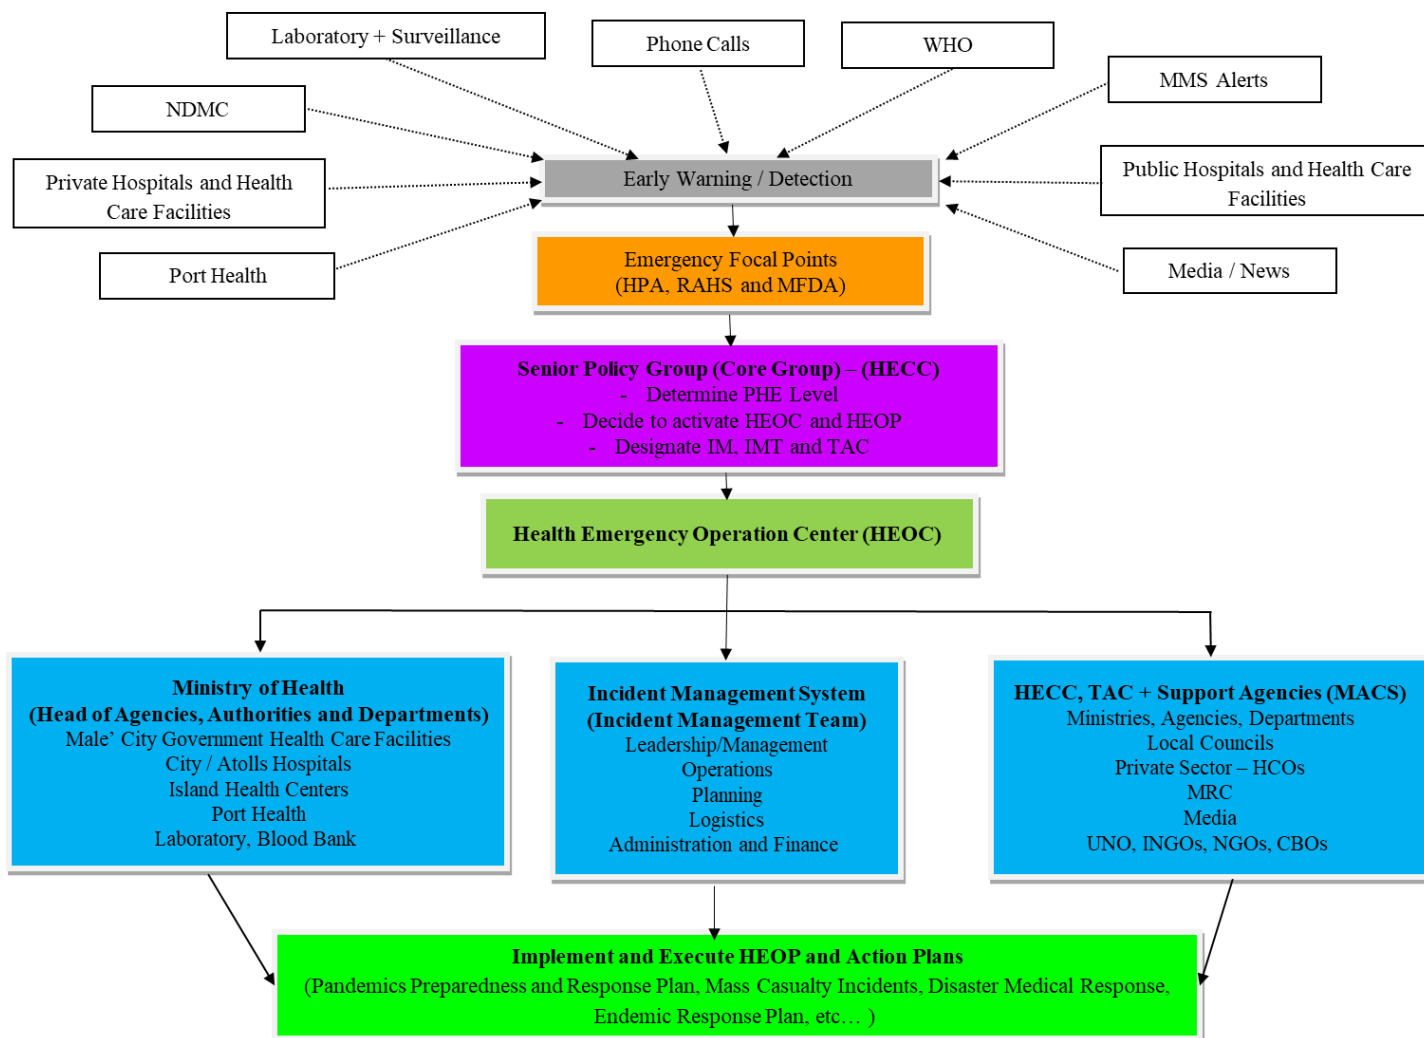 Laboratory + Surveillance
Phone Calls
WHO
MMS Alerts
NDMC
Private Hospitals and Health
Care Facilities
Early Warning / Detection
Public Hospitals and Health Care
Facilities
Port Health
Media / News
Emergency Focal Points
(HPA, RAHS and MFDA)
Senior Policy Group (Core Group) – (HECC)
- Determine PHE Level
- Decide to activate HEOC and HEOP
- Designate IM, IMT and TAC
Health Emergency Operation Center (HEOC)
Ministry of Health
(Head of Agencies, Authorities and Departments)
Male’ City Government Health Care Facilities
City / Atolls Hospitals
Island Health Centers
Port Health
Laboratory, Blood Bank
Incident Management System
(Incident Management Team)
Leadership/Management
Operations
Planning
Logistics
Administration and Finance
HECC, TAC + Support Agencies (MACS)
Ministries, Agencies, Departments
Local Councils
Private Sector – HCOs
MRC
Media
UNO, INGOs, NGOs, CBOs
Implement and Execute HEOP and Action Plans
(Pandemics Preparedness and Response Plan, Mass Casualty Incidents, Disaster Medical Response,
Endemic Response Plan, etc… )